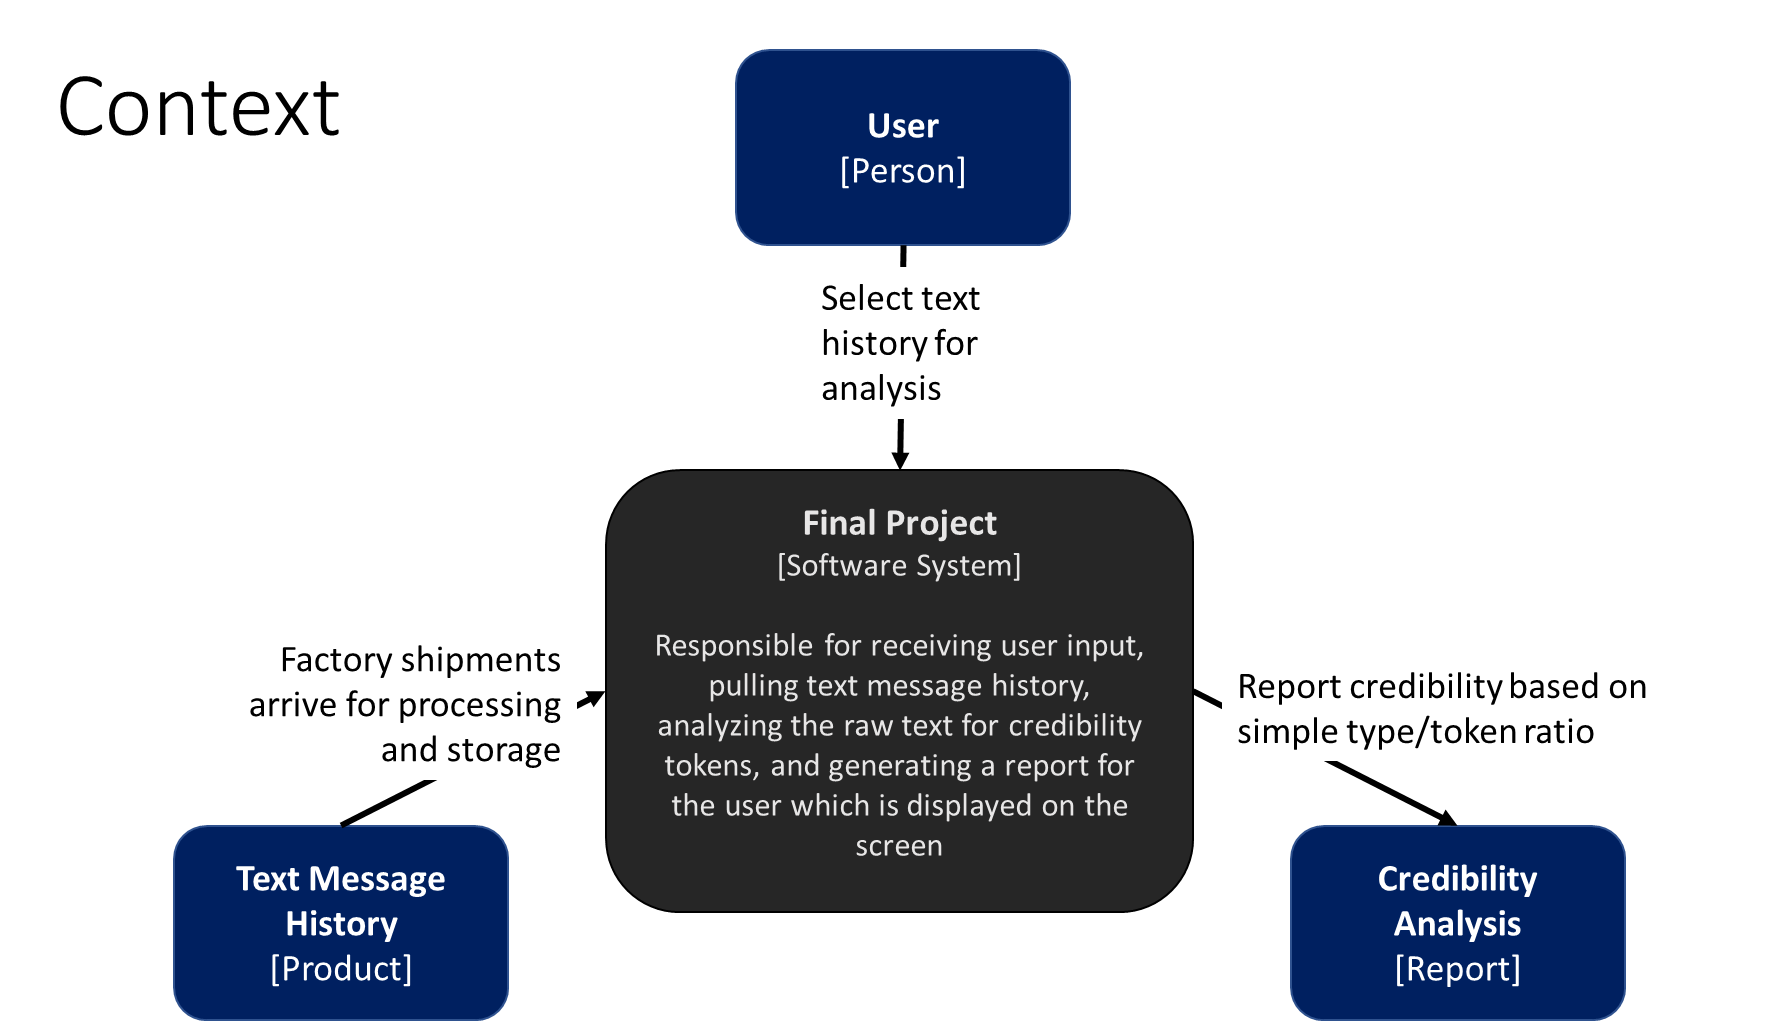 Context
User
[Person]
Select text
history for
analysis
Final Project
[Software System]
Responsible for receiving user input,
pulling text message history,
analyzing the raw text for credibility
tokens, and generating a report for
the user which is displayed on the
screen
Factory shipments
arrive for processing
and storage
Report credibility based on
simple type/token ratio
Text Message
History
[Product]
Credibility
Analysis
[Report]